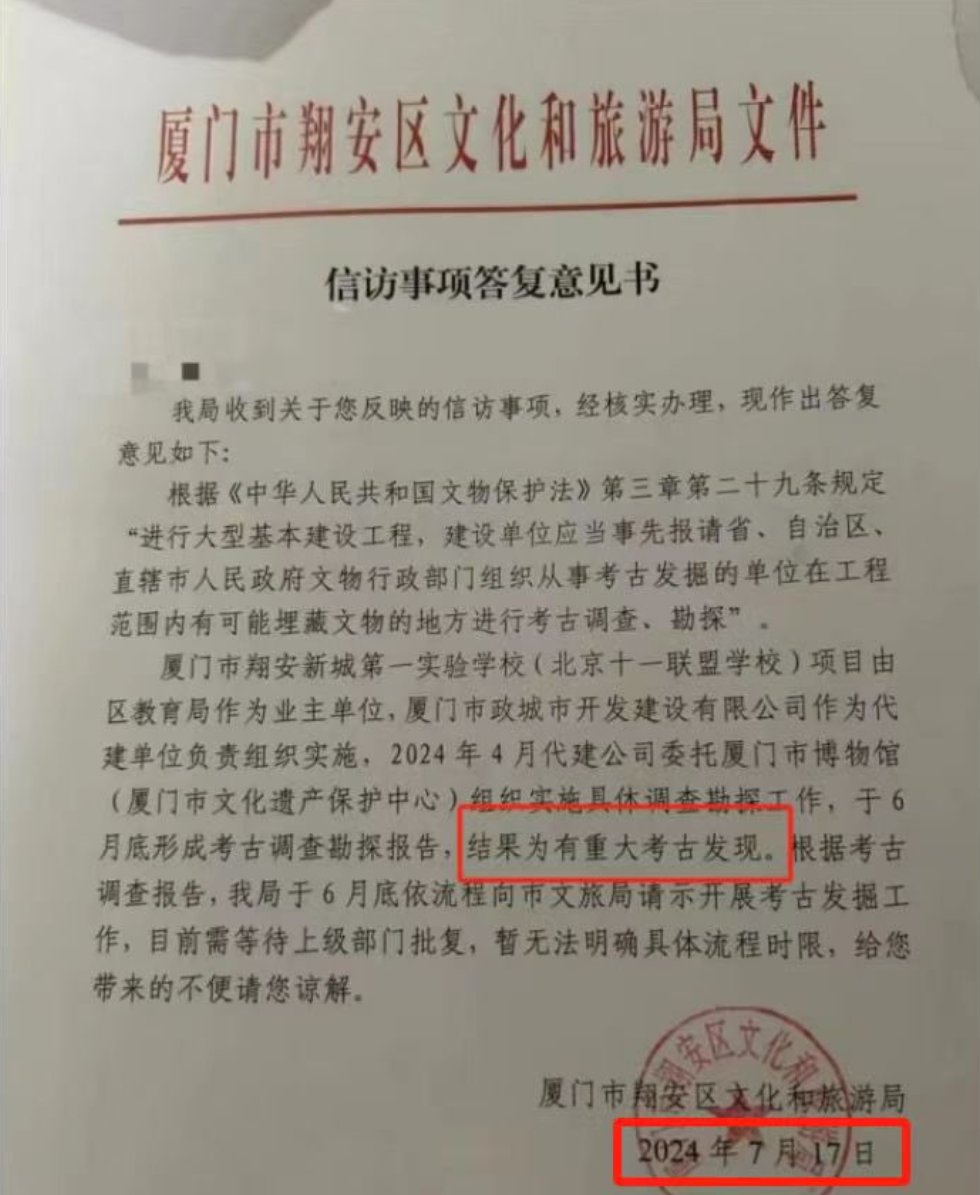 厦门市翔安区文化和旅游局文件
信访事项答复意见书
我局收到关于您反映的信访事项，经核实办理，现作出答复
意见如下：
根据《中华人民共和国文物保护法》第三章第二十九条规定
“进行大型基本建设工程，建设单位应当事先报请省、自治区、
直辖市人民政府文物行政部门组织从事考古发掘的单位在工程
范围内有可能埋藏文物的地方进行考古调查、勘探”。
厦门市翔安新城第一实验学校（北京十一联盟学校）项目由
区教育局作为业主单位，厦门市政城市开发建设有限公司作为代
建单位负责组织实施，2024年4月代建公司委托厦门市博物馆
（厦门市文化遗产保护中心）组织实施具体调查勘探工作，于6
月底形成考古调查勘探报告，结果为有重大考古发现。根据考古
调查报告，我局于6月底依流程向市文旅局请示开展考古发掘工
作，目前需等待上级部门批复，暂无法明确具体流程时限，给您
带来的不便请您谅解。
翔安区文化和
厦门市翔安区文化和旅游局
2024年7月17日